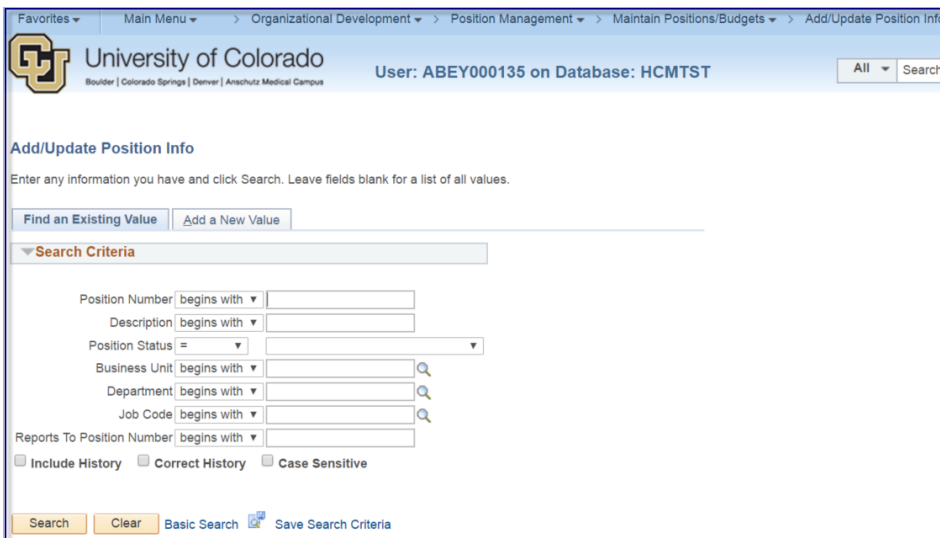 Favorites Main Menu > Organizational Development > Position Management > Maintain Positions/Budgets > Add/Update Position Info
CU
University of Colorado
Boulder | Colorado Springs | Denver | Anschutz Medical Campus
User: ABEY000135 on Database: HCMTST
All Search
Add/Update Position Info
Enter any information you have and click Search. Leave fields blank for a list of all values.
Find an Existing Value Add a New Value
Search Criteria
Position Number begins with
Description begins with
Position Status =
Business Unit begins with
Department begins with
Job Code begins with
Reports To Position Number begins with
Include History Correct History Case Sensitive
Search Clear Basic Search Save Search Criteria